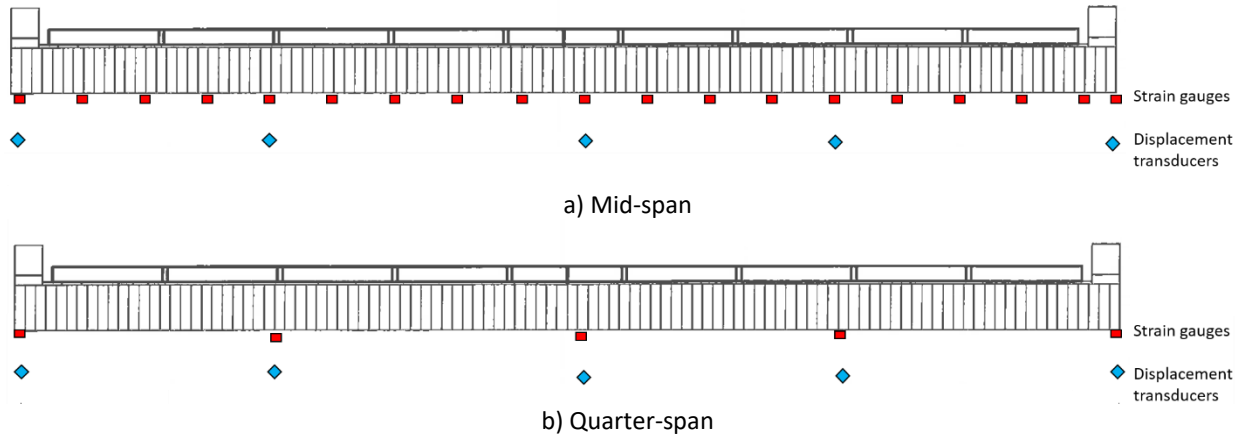 Strain gauges
Displacement
transducers
a) Mid-span
Strain gauges
Displacement
transducers
b) Quarter-span